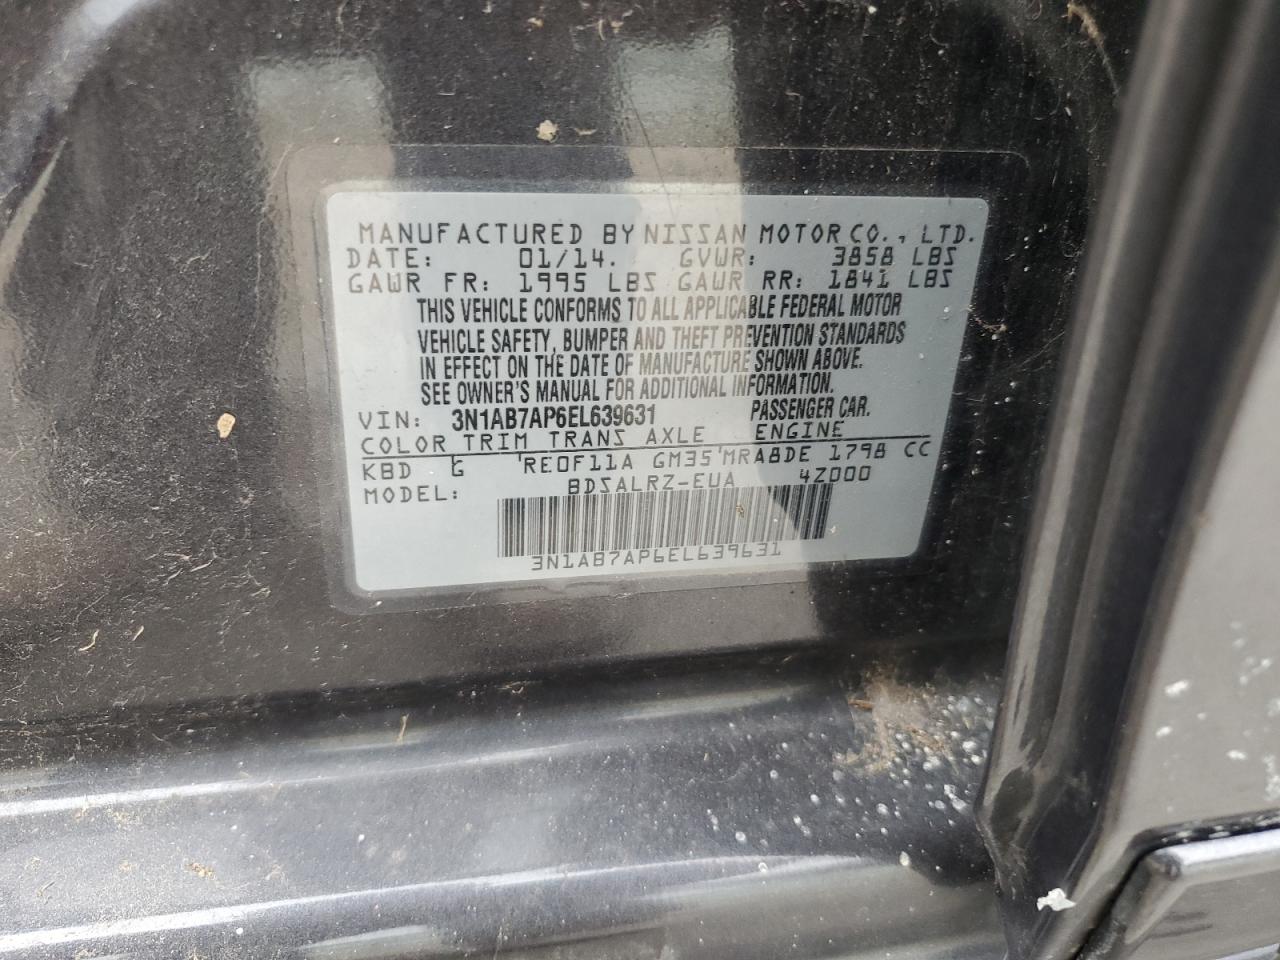 MANUFACTURED BY NISSAN MOTOR CO., LTD.
DATE: 01/14. GVWR: 3858 LBS
GAWR FR: 1995 LBS GAWR RR: 1841 LBS
THIS VEHICLE CONFORMS TO ALL APPLICABLE FEDERAL MOTOR
VEHICLE SAFETY, BUMPER AND THEFT PREVENTION STANDARDS
IN EFFECT ON THE DATE OF MANUFACTURE SHOWN ABOVE.
SEE OWNER'S MANUAL FOR ADDITIONAL INFORMATION.
VIN: 3N1AB7AP6EL639631 PASSENGER CAR.
COLOR TRIM TRANS AXLE ENGINE
KBD G 'RE0F11A GM35'MRA8DE 1798 CC
MODEL: BDSALRZ-EUA 4Z000
3N1AB7AP6EL639631